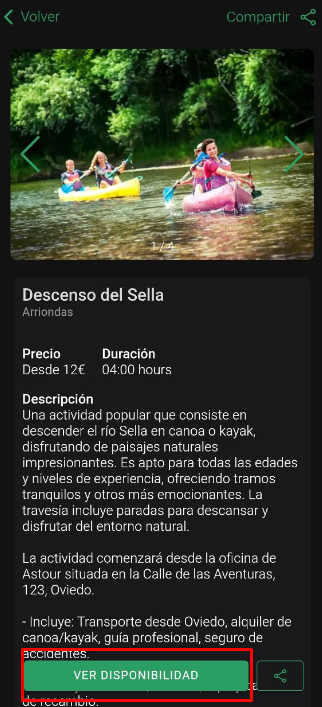 Volver
Compartir
1 / 4
Descenso del Sella
Arriondas
Precio
Duración
Desde 12€
04:00 hours
Descripción
Una actividad popular que consiste en
descender el río Sella en canoa o kayak,
disfrutando de paisajes naturales
impresionantes. Es apto para todas las edades
y niveles de experiencia, ofreciendo tramos
tranquilos y otros más emocionantes. La
travesía incluye paradas para descansar y
disfrutar del entorno natural.
La actividad comenzará desde la oficina de
Astour situada en la Calle de las Aventuras,
123, Oviedo.
- Incluye: Transporte desde Oviedo, alquiler de
canoa/kayak, guía profesional, seguro de
accidentes.
VER DISPONIBILIDAD
de recambio.